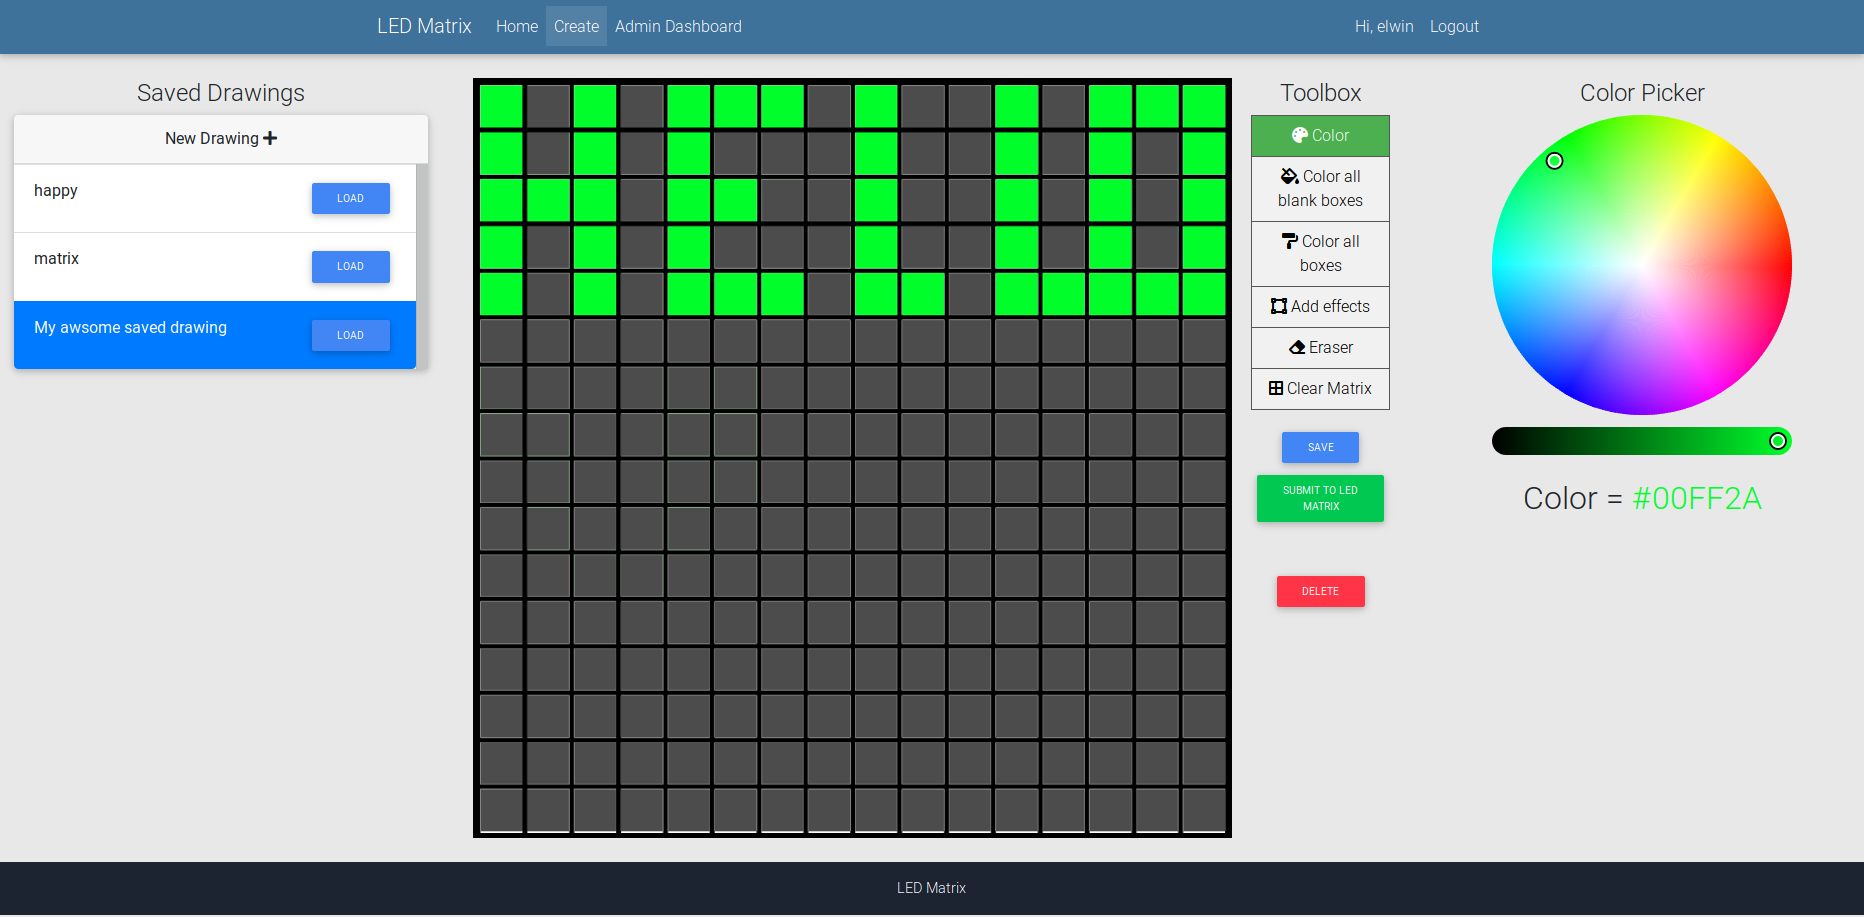 LED Matrix Home Create Admin Dashboard Hi, elwin Logout
Saved Drawings
New Drawing
happy LOAD
matrix LOAD
My awsome saved drawing LOAD
HELLO
Toolbox
Color
Color all
blank boxes
Color all
boxes
Add effects
Eraser
Clear Matrix
SAVE
SUBMIT TO LED
MATRIX
DELETE
Color Picker
Color = #00FF2A
LED Matrix